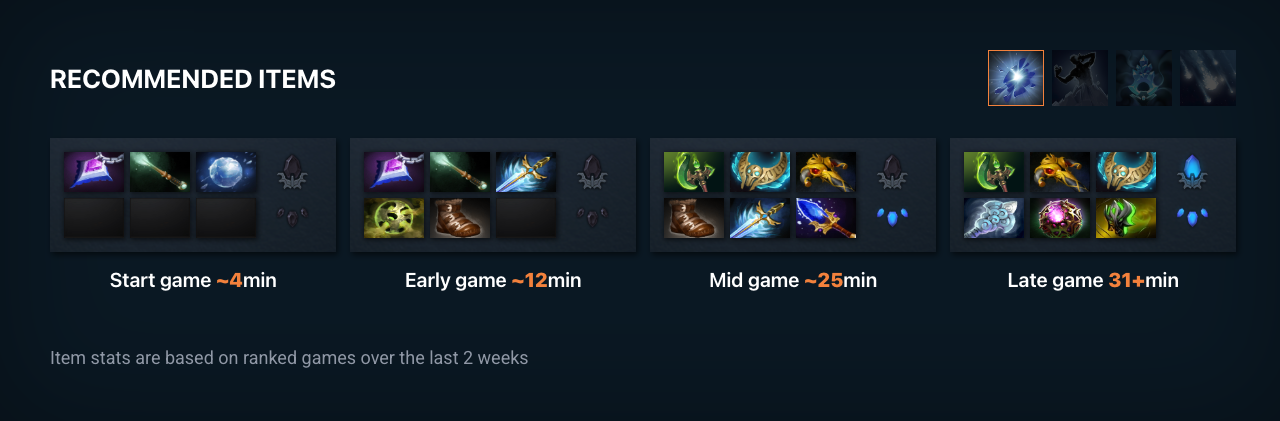 RECOMMENDED ITEMS
Start game ~4min
Early game ~12min
Mid game ~25min
Late game 31+min
Item stats are based on ranked games over the last 2 weeks